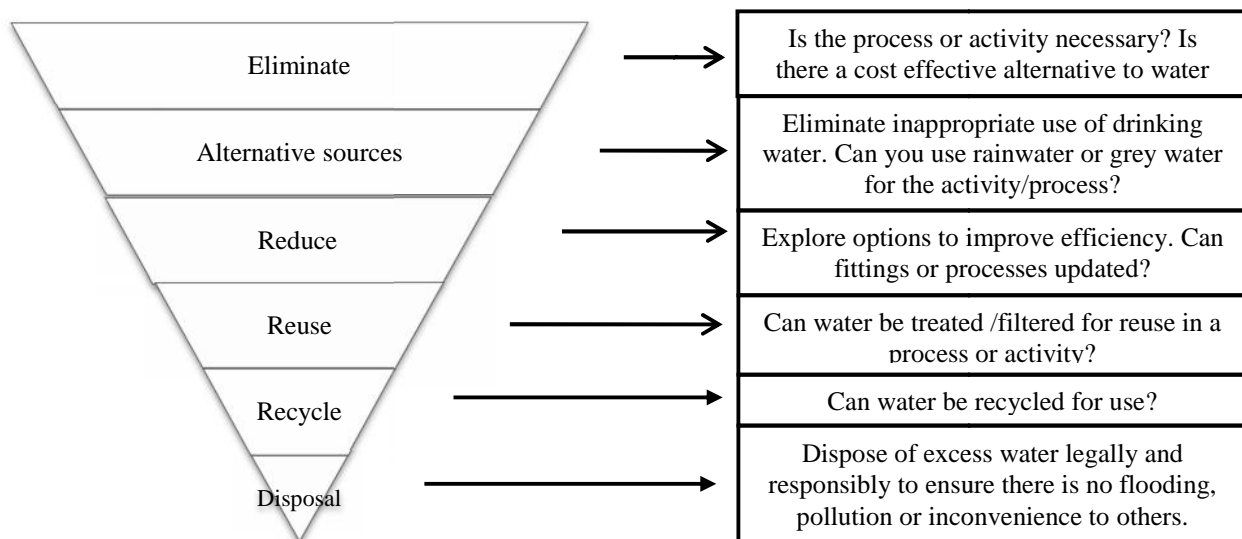 Eliminate
Is the process or activity necessary? Is
there a cost effective alternative to water
Alternative sources
Eliminate inappropriate use of drinking
water. Can you use rainwater or grey water
for the activity/process?
Reduce
Explore options to improve efficiency. Can
fittings or processes updated?
Reuse
Can water be treated /filtered for reuse in a
process or activity?
Recycle
Can water be recycled for use?
Disposal
Dispose of excess water legally and
responsibly to ensure there is no flooding,
pollution or inconvenience to others.